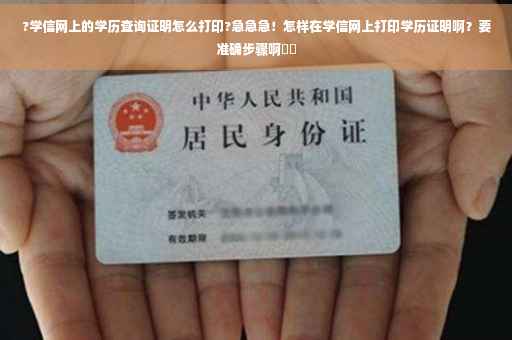 ?学信网上的学历查询证明怎么打印?急急急！怎样在学信网上打印学历证明啊？要
准确步骤啊
中华人民共和国
居民身份证
签发机关
有效期限